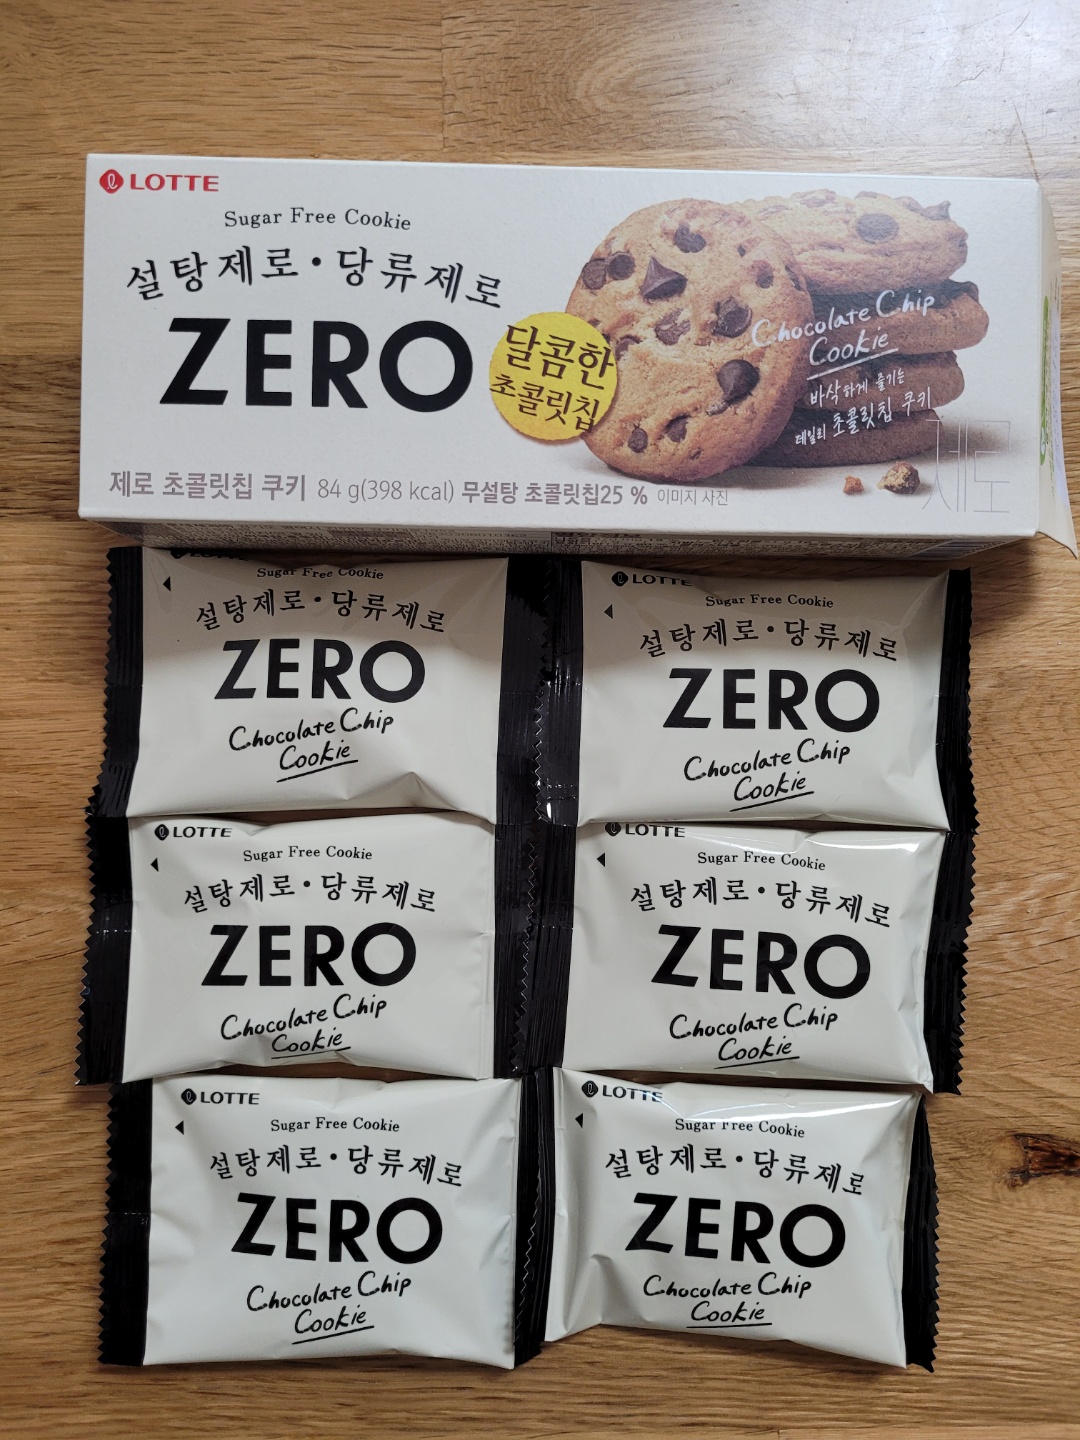 LOTTE
Sugar Free Cookie
설탕제로·당류제로
ZERO
달콤한
초콜릿칩
Chocolate Chip
Cookie
바삭하게 즐기는
데일리 초콜릿칩 쿠키
제로
제로 초콜릿칩 쿠키 84 g(398 kcal) 무설탕 초콜릿칩25 % 이미지 사진
LOTTE
Sugar Free Cookie
설탕제로·당류제로
ZERO
Chocolate Chip
Cookie
LOTTE
Sugar Free Cookie
설탕제로·당류제로
ZERO
Chocolate Chip
Cookie
LOTTE
Sugar Free Cookie
설탕제로·당류제로
ZERO
Chocolate Chip
Cookie
LOTTE
Sugar Free Cookie
설탕제로·당류제로
ZERO
Chocolate Chip
Cookie
LOTTE
Sugar Free Cookie
설탕제로·당류제로
ZERO
Chocolate Chip
Cookie
LOTTE
Sugar Free Cookie
설탕제로·당류제로
ZERO
Chocolate Chip
Cookie